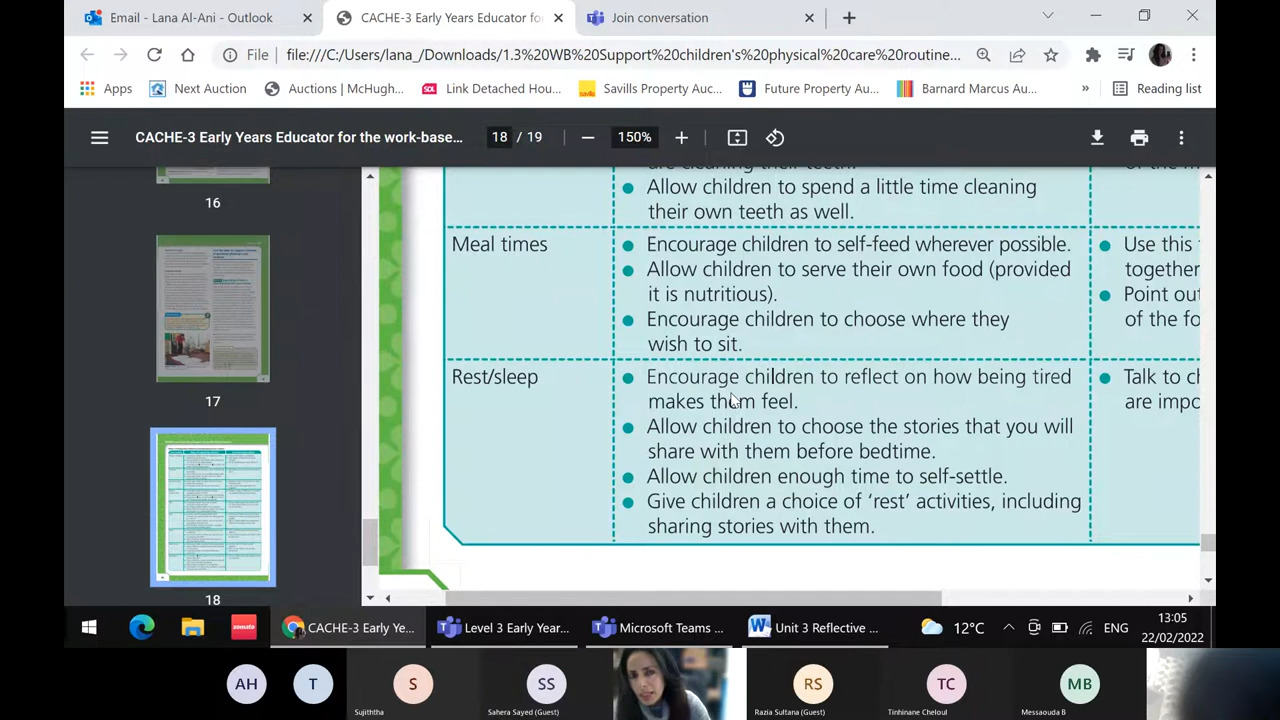 Email - Lana Al-Ani - Outlook
CACHE-3 Early Years Educator for
Join conversation
File
file:///C:/Users/lana_/Downloads/1.3%20WB%20Support%20children's%20physical%20care%20routine...
Apps
Next Auction
Auctions | McHugh...
SDL
Link Detached Hou...
savills
Savills Property Auc...
Future Property Au...
Barnard Marcus Au...
»
Reading list
CACHE-3 Early Years Educator for the work-base...
18 / 19
150%
16
17
18
are cleaning their teeth.
Allow children to spend a little time cleaning
their own teeth as well.
Meal times
Encourage children to self-feed wherever possible.
Allow children to serve their own food (provided
it is nutritious).
Encourage children to choose where they
wish to sit.
Use this
together
Point out
of the fo
Rest/sleep
Encourage children to reflect on how being tired
makes them feel.
Allow children to choose the stories that you will
share with them before bedtime.
Allow children enough time to self-settle.
Give children a choice of ‘rest’ activities, including
sharing stories with them.
Talk to ch
are impo
zomato
CACHE-3 Early Ye...
Level 3 Early Year...
Microsoft Teams ...
Unit 3 Reflective ...
12°C
ENG
13:05
22/02/2022
AH
T
S
Sujiththa
SS
Sahera Sayed (Guest)
RS
Razia Sultana (Guest)
TC
Tinhinane Cheloul
MB
Messaouda B